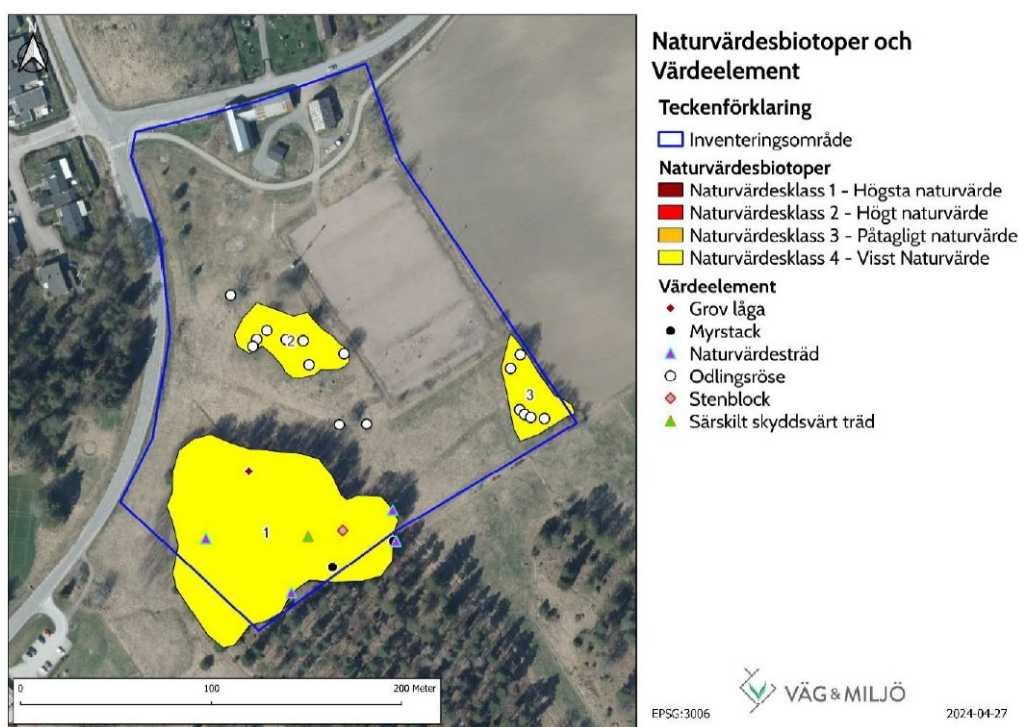 Naturvärdesbiotoper och
Värdeelement
Teckenförklaring
Inventeringsområde
Naturvärdesbiotoper
Naturvärdesklass 1 - Högsta naturvärde
Naturvärdesklass 2 - Högt naturvärde
Naturvärdesklass 3 - Påtagligt naturvärde
Naturvärdesklass 4 - Visst Naturvärde
Värdeelement
Grov låga
Myrstack
Naturvärdesträd
Odlingsröse
Stenblock
Särskilt skyddsvärt träd
N
2
3
1
0 100 200 Meter
VÄG & MILJÖ
EPSG:3006 2024-04-27